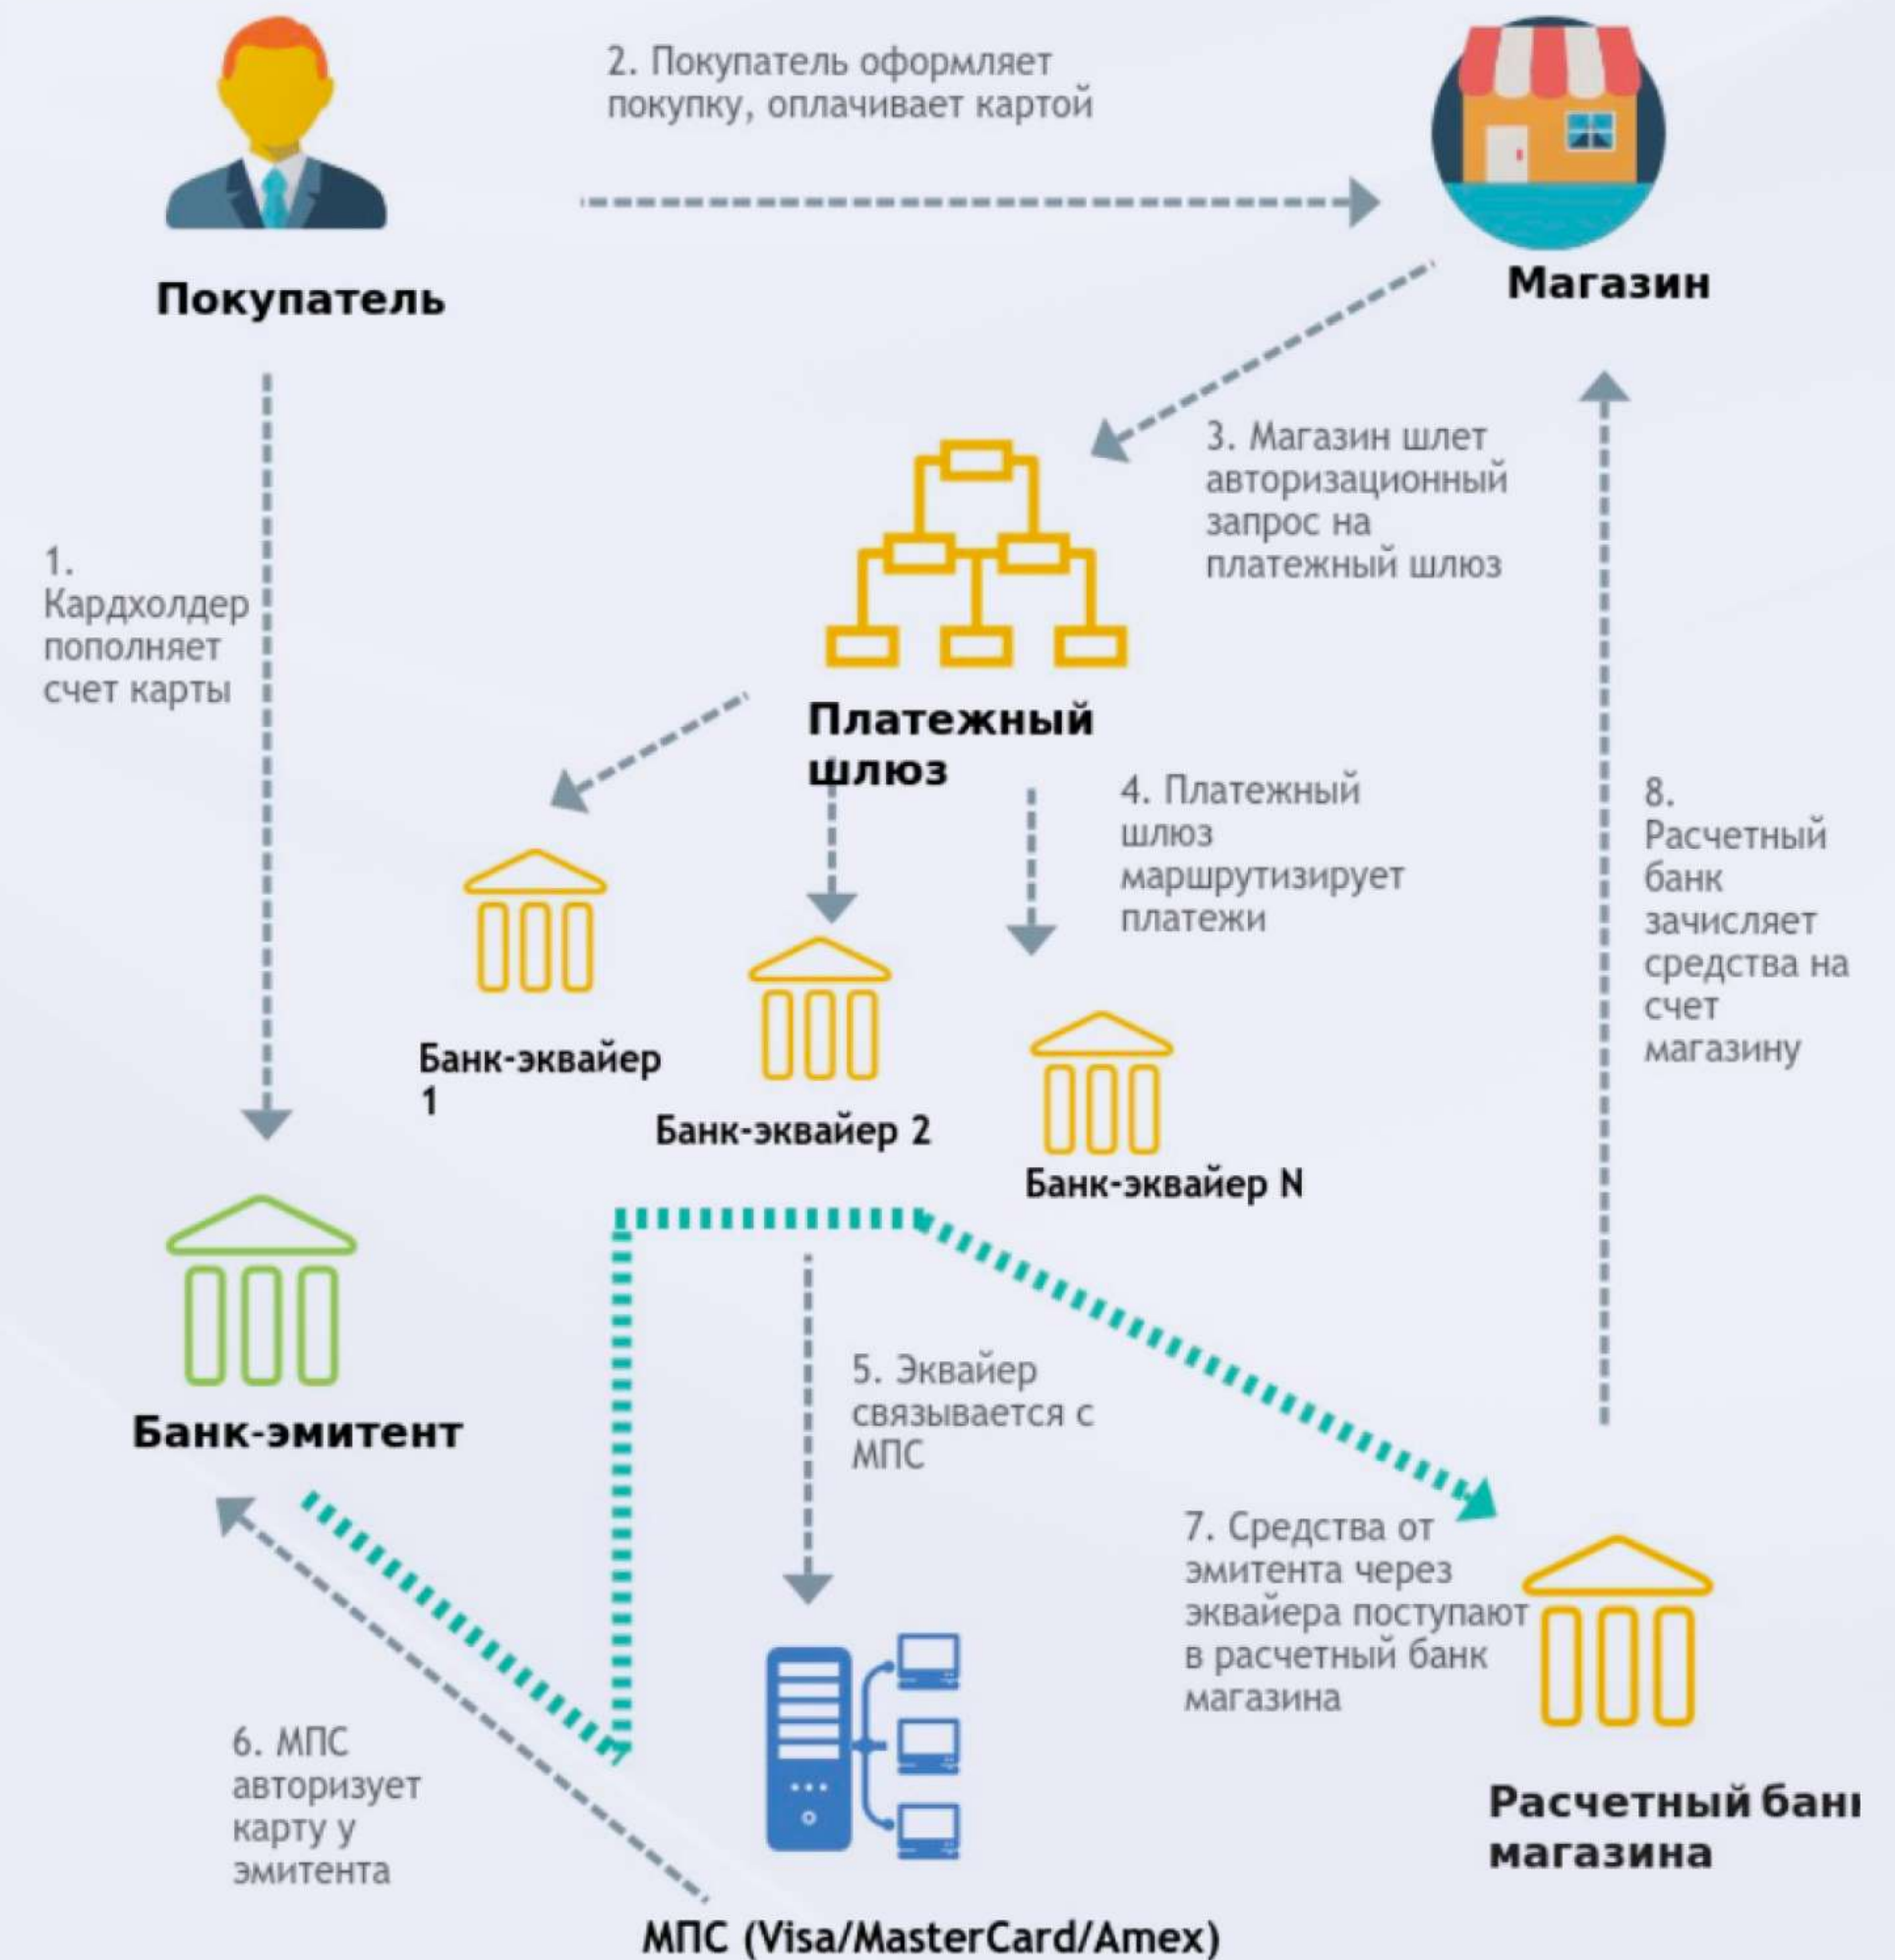 2. Покупатель оформляет
покупку, оплачивает картой
Покупатель
Магазин
3. Магазин шлет
авторизационный
запрос на
платежный шлюз
1.
Кардхолдер
пополняет
счет карты
Платежный
шлюз
4. Платежный
шлюз
маршрутизирует
платежи
8.
Расчетный
банк
зачисляет
средства на
счет
магазину
Банк-эквайер
1
Банк-эквайер 2
Банк-эквайер N
Банк-эмитент
5. Эквайер
связывается с
МПС
7. Средства от
эмитента через
эквайера поступают
в расчетный банк
магазина
6. МПС
авторизует
карту у
эмитента
Расчетный
магазина
МПС (Visa/MasterCard/Amex)